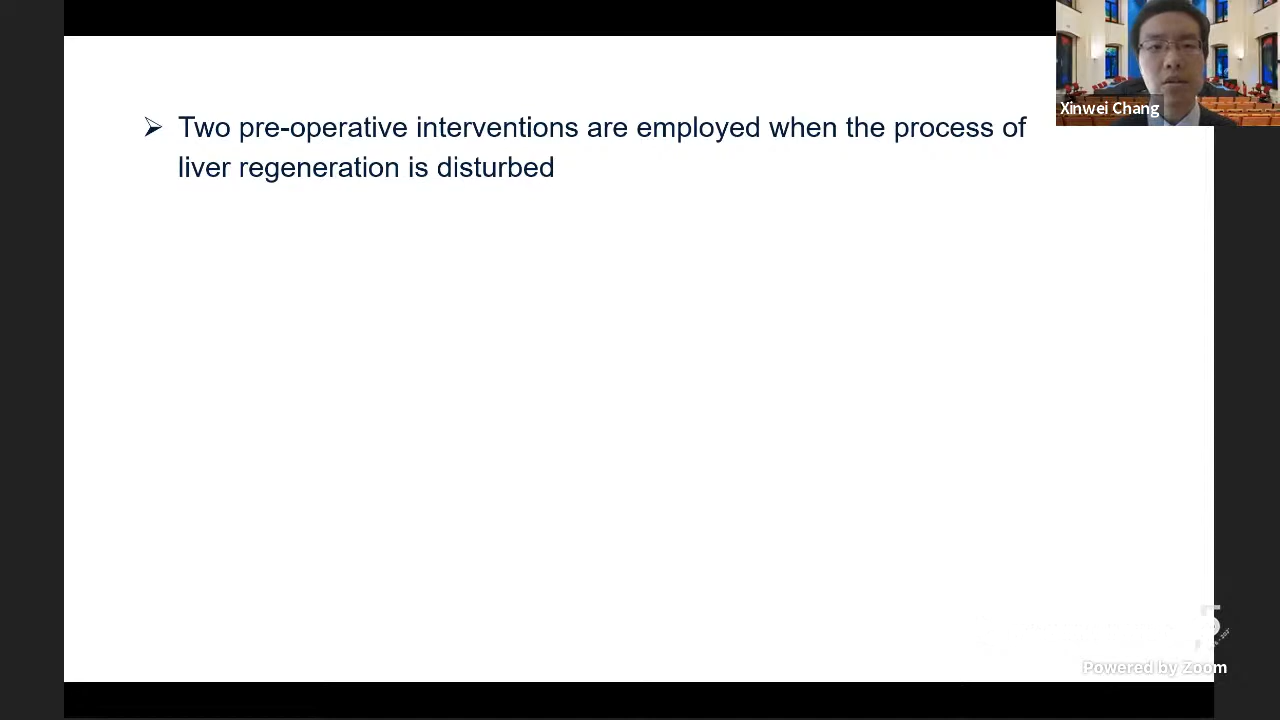 Two pre-operative interventions are employed when the process of
liver regeneration is disturbed
Xinwei Chang
5
Powered by Zoom